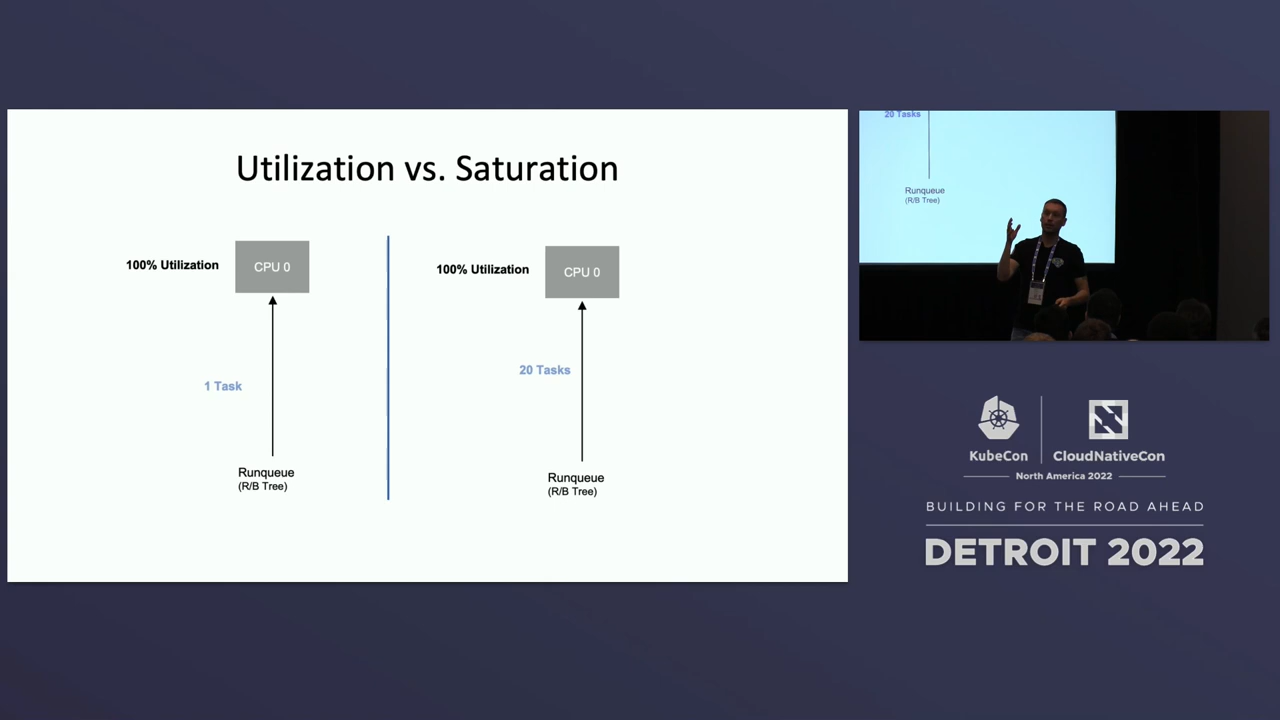 Utilization vs. Saturation
100% Utilization
CPU 0
1 Task
Runqueue
(R/B Tree)
100% Utilization
CPU 0
20 Tasks
Runqueue
(R/B Tree)
20 Tasks
Runqueue
(R/B Tree)
KubeCon
CloudNativeCon
North America 2022
BUILDING FOR THE ROAD AHEAD
DETROIT 2022